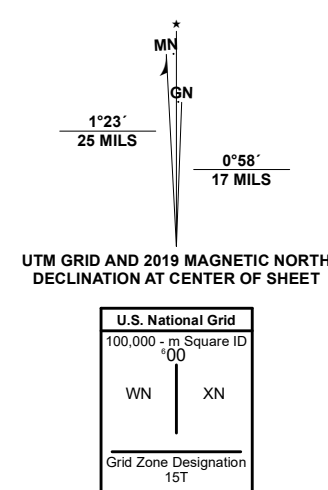 ★
MN
GN
1°23´
25 MILS
0°58´
17 MILS
UTM GRID AND 2019 MAGNETIC NORTH
DECLINATION AT CENTER OF SHEET
U.S. National Grid
100,000 - m Square ID
⁶00
WN XN
Grid Zone Designation
15T